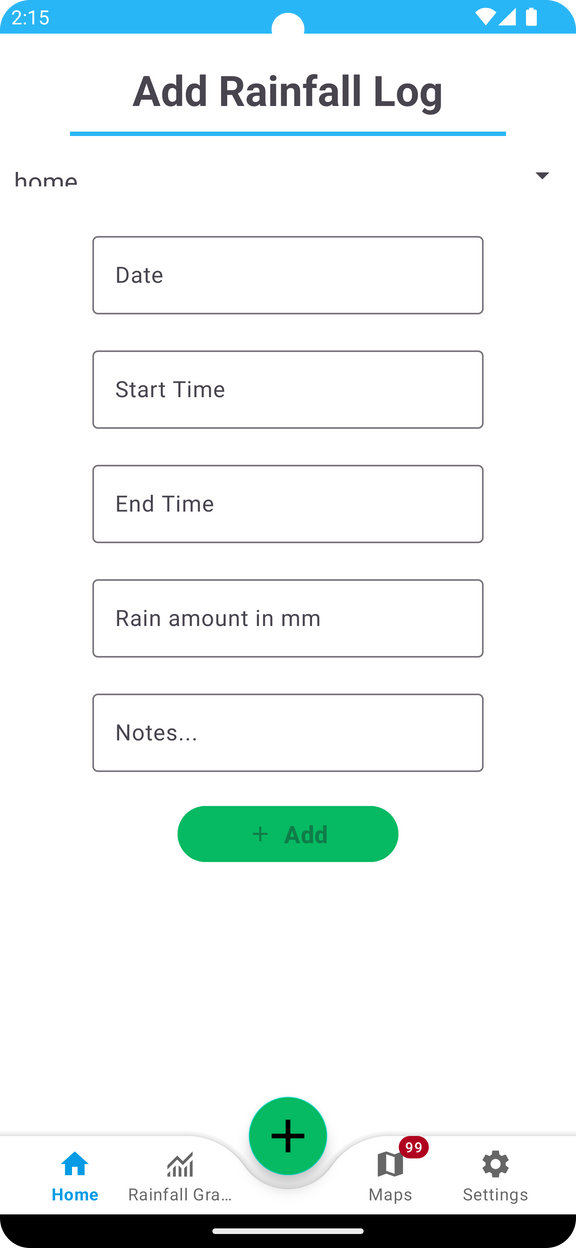 2:15
Add Rainfall Log
home
Date
Start Time
End Time
Rain amount in mm
Notes...
+ Add
99
Home
Rainfall Gra...
Maps
Settings